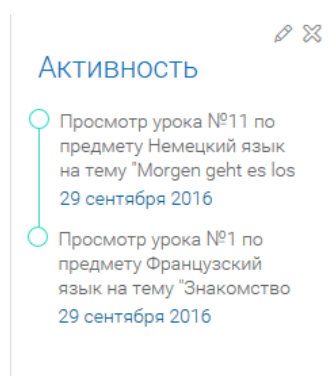 Активность
Просмотр урока №11 по
предмету Немецкий язык
на тему "Morgen geht es los
29 сентября 2016
Просмотр урока №1 по
предмету Французский
язык на тему "Знакомство
29 сентября 2016